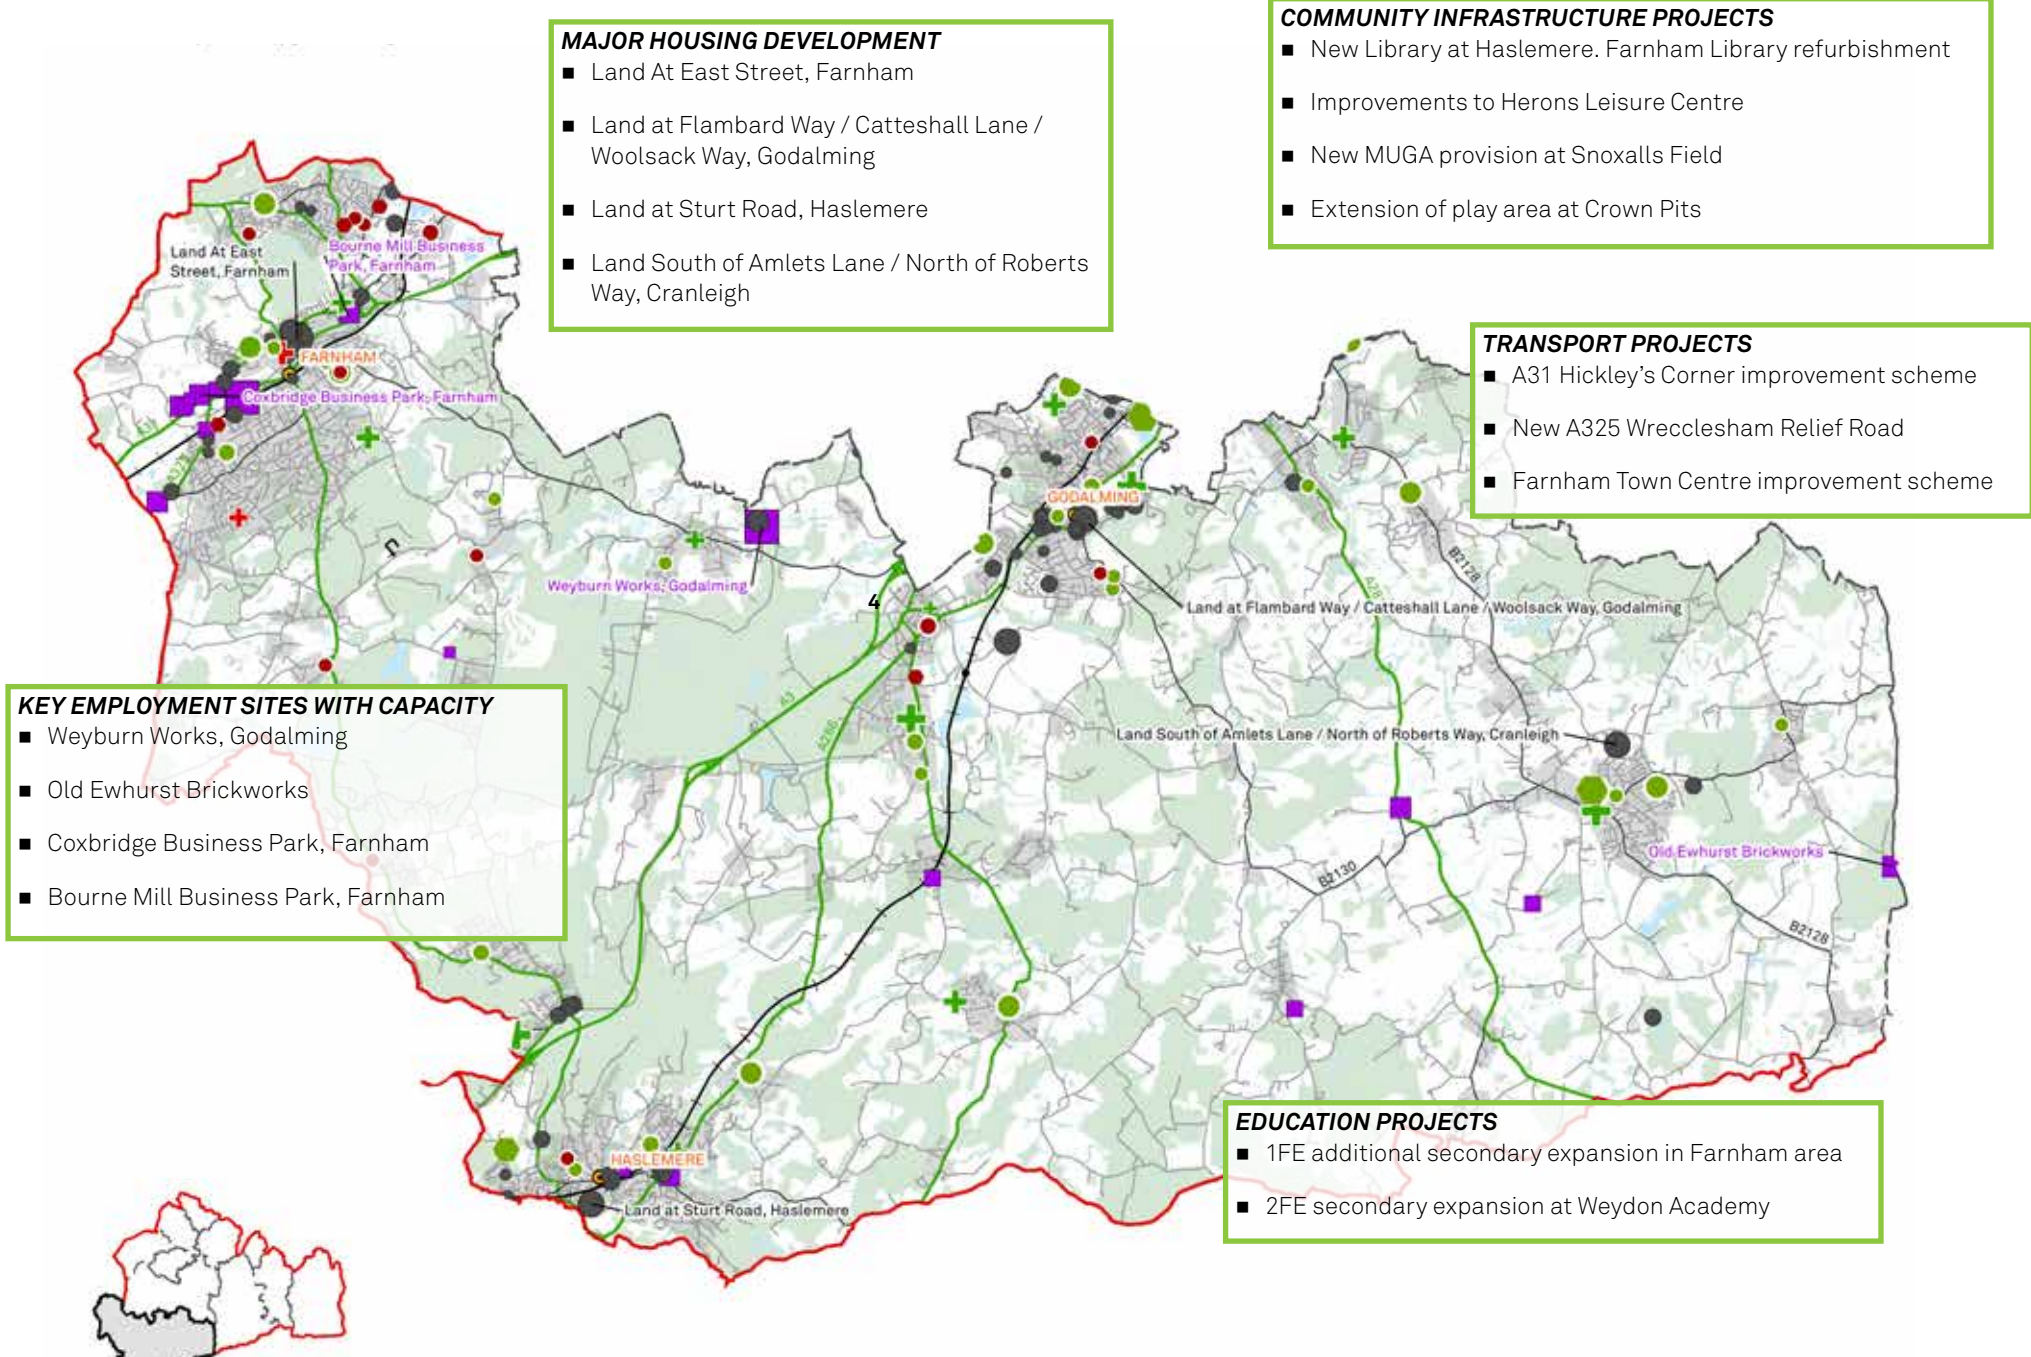 COMMUNITY INFRASTRUCTURE PROJECTS
■ New Library at Haslemere. Farnham Library refurbishment
■ Improvements to Herons Leisure Centre
■ New MUGA provision at Snoxalls Field
■ Extension of play area at Crown Pits
MAJOR HOUSING DEVELOPMENT
■ Land At East Street, Farnham
■ Land at Flambard Way / Catteshall Lane /
Woolsack Way, Godalming
■ Land at Sturt Road, Haslemere
■ Land South of Amlets Lane / North of Roberts
Way, Cranleigh
TRANSPORT PROJECTS
■ A31 Hickley's Corner improvement scheme
■ New A325 Wrecclesham Relief Road
■ Farnham Town Centre improvement scheme
Land At East
Street, Farnham
Bourne Mill Business
Park, Farnham
FARNHAM
Coxbridge Business Park, Farnham
A31
A325
GODALMING
Weyburn Works, Godalming
4
B2128
A28
Land at Flambard Way / Catteshall Lane / Woolsack Way, Godalming
KEY EMPLOYMENT SITES WITH CAPACITY
■ Weyburn Works, Godalming
■ Old Ewhurst Brickworks
■ Coxbridge Business Park, Farnham
■ Bourne Mill Business Park, Farnham
A3
A286
Land South of Amlets Lane / North of Roberts Way, Cranleigh
Old Ewhurst Brickworks
B2130
B2128
EDUCATION PROJECTS
■ 1FE additional secondary expansion in Farnham area
■ 2FE secondary expansion at Weydon Academy
HASLEMERE
Land at Sturt Road, Haslemere